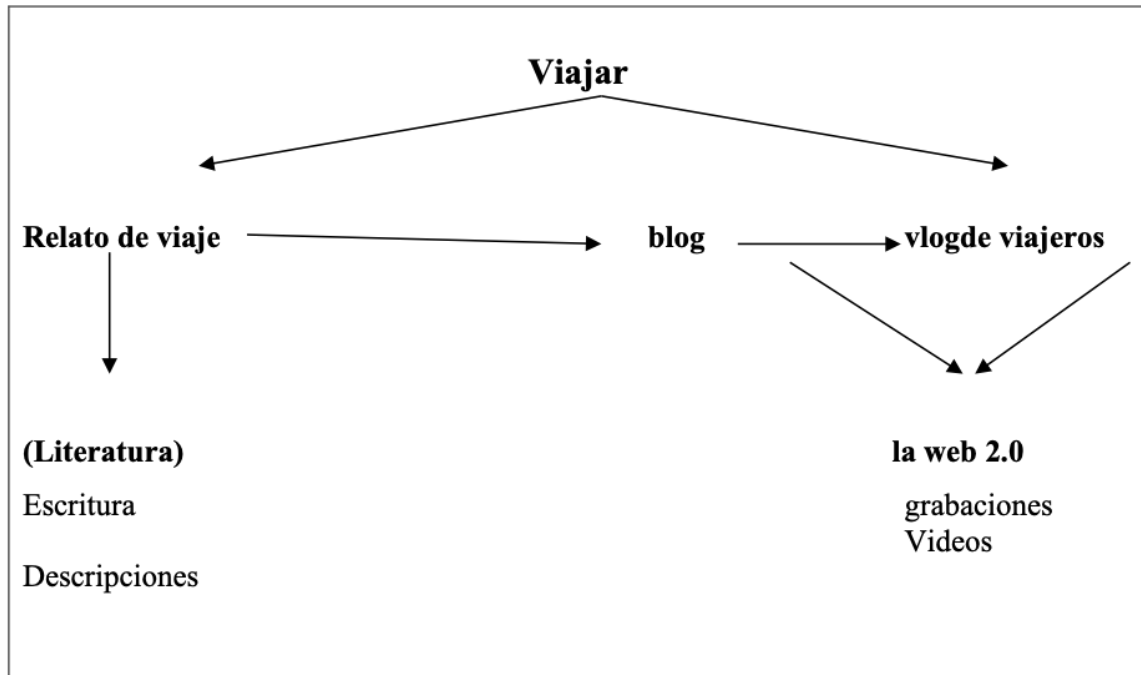 Viajar
Relato de viaje blog vlogde viajeros
(Literatura) la web 2.0
Escritura grabaciones
Videos
Descripciones